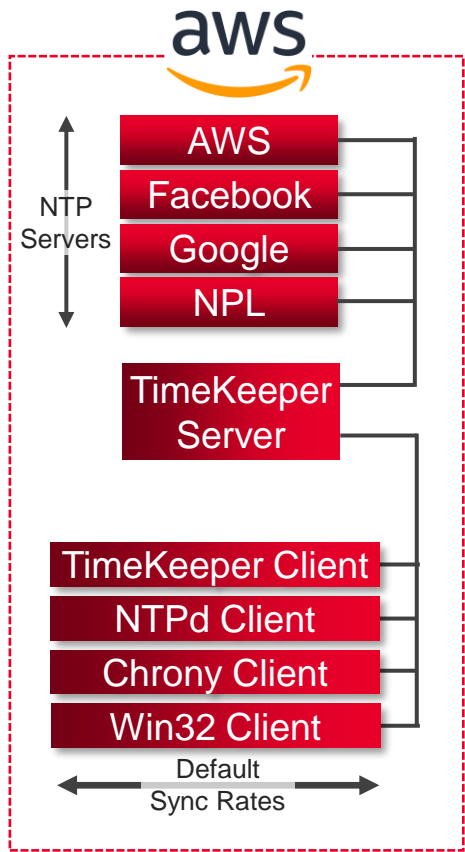 aws
AWS
Facebook
Google
NPL
NTP
Servers
TimeKeeper
Server
TimeKeeper Client
NTPd Client
Chrony Client
Win32 Client
Default
Sync Rates